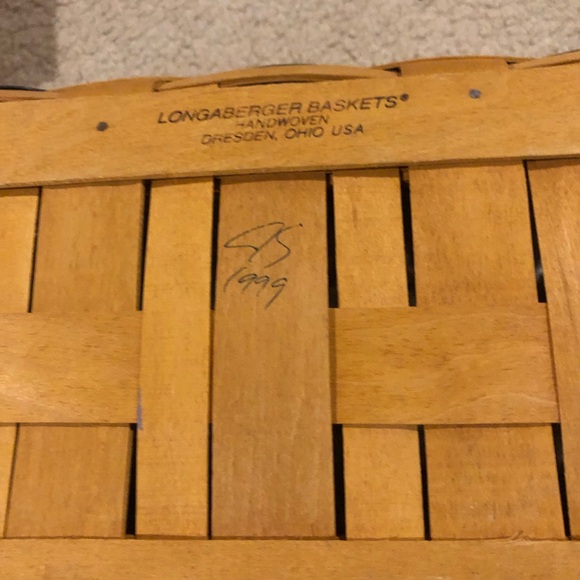 LONGABERGER BASKETS®
HANDWOVEN
DRESDEN, OHIO USA
1999